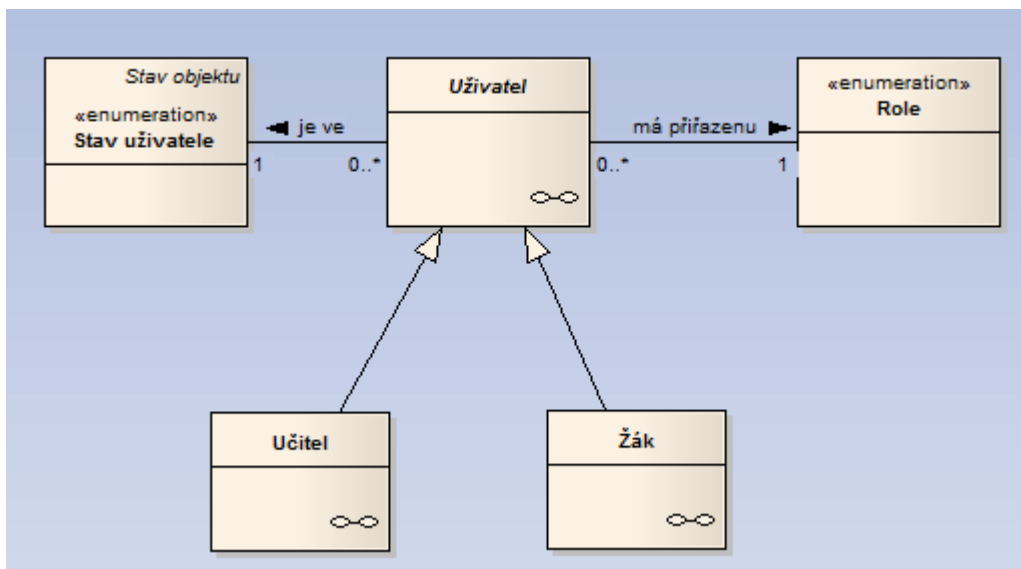 Stav objektu
«enumeration»
Stav uživatele
◄ je ve
1
0..*
Uživatel
má přiřazenu ►
0..*
1
«enumeration»
Role
Učitel
Žák